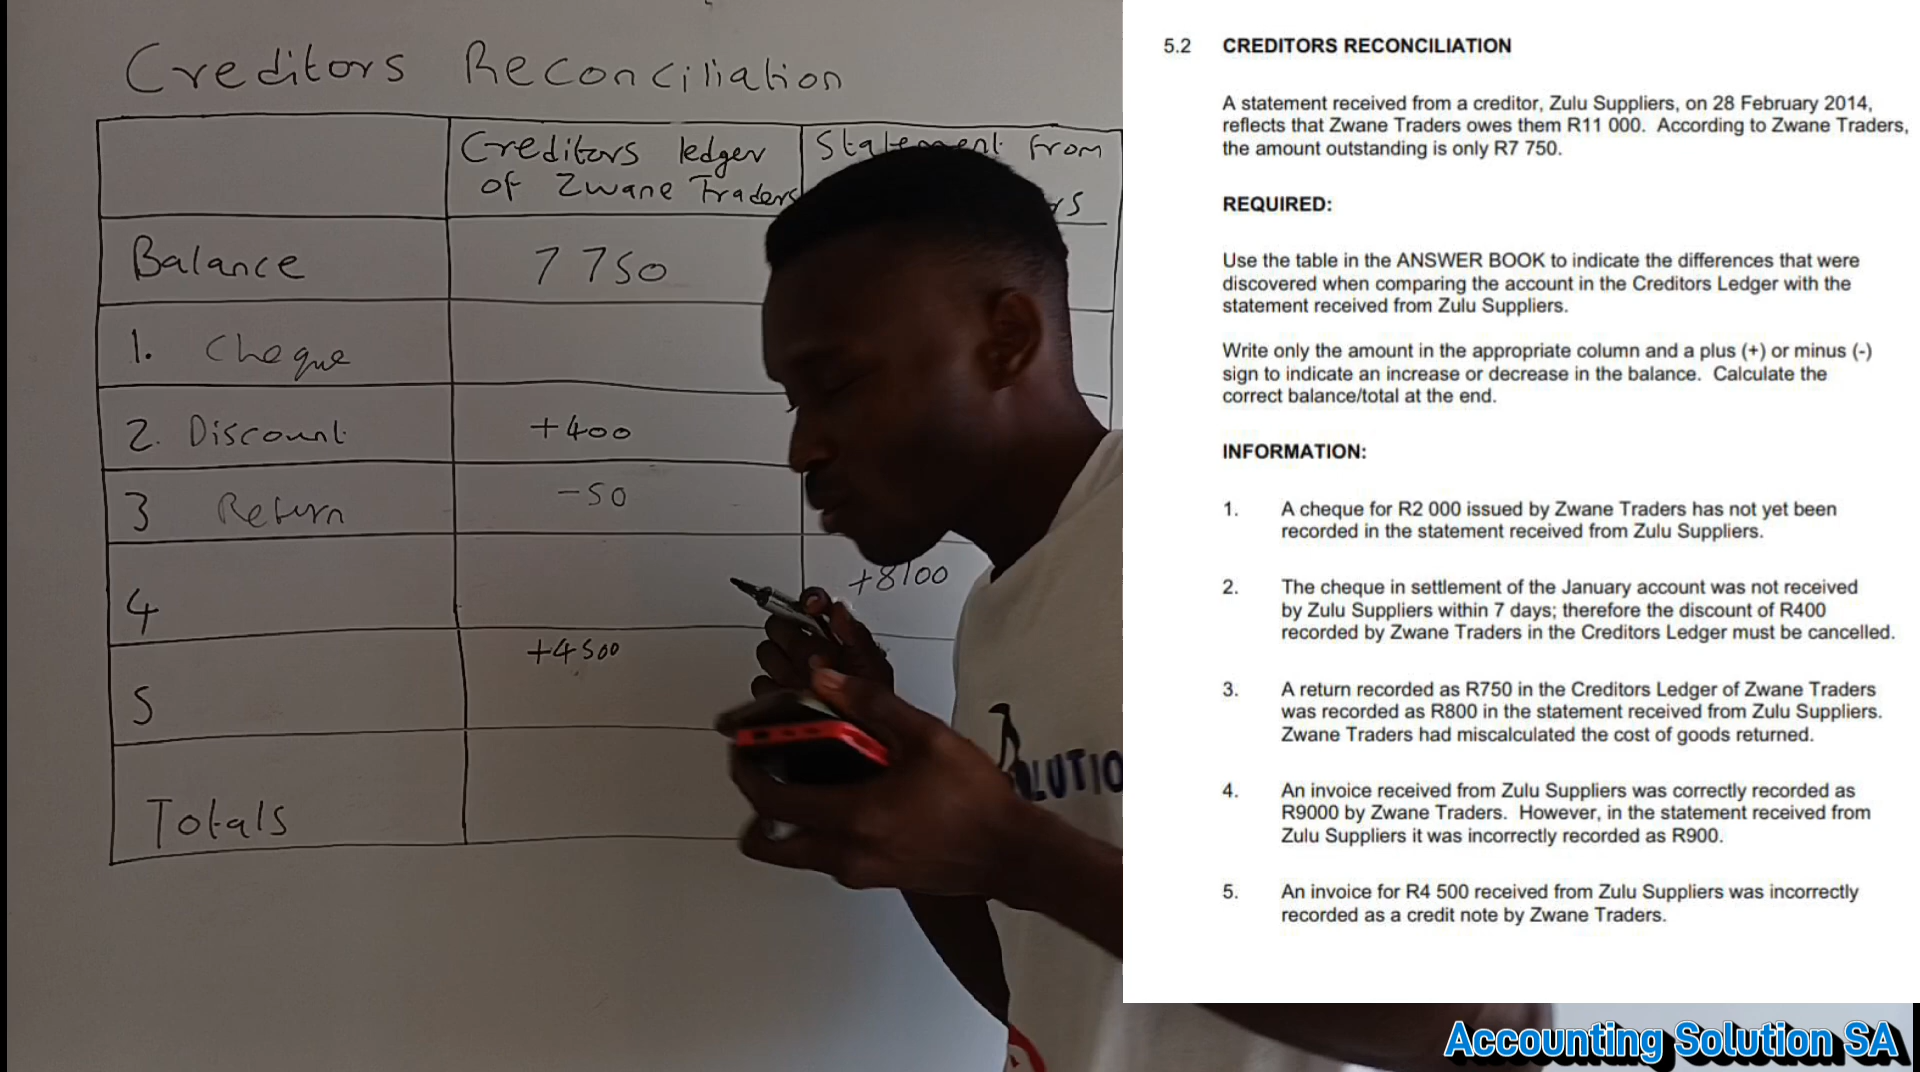 Creditors Reconciliation
Creditors ledger
of Zwane Traders
Statement from
Balance
7 750
1. Cheque
2. Discount
+400
3 Return
-50
4
+8100
5
+4500
Totals
LUTIO
5.2 CREDITORS RECONCILIATION
A statement received from a creditor, Zulu Suppliers, on 28 February 2014,
reflects that Zwane Traders owes them R11 000. According to Zwane Traders,
the amount outstanding is only R7 750.
REQUIRED:
Use the table in the ANSWER BOOK to indicate the differences that were
discovered when comparing the account in the Creditors Ledger with the
statement received from Zulu Suppliers.
Write only the amount in the appropriate column and a plus (+) or minus (-)
sign to indicate an increase or decrease in the balance. Calculate the
correct balance/total at the end.
INFORMATION:
1. A cheque for R2 000 issued by Zwane Traders has not yet been
recorded in the statement received from Zulu Suppliers.
2. The cheque in settlement of the January account was not received
by Zulu Suppliers within 7 days; therefore the discount of R400
recorded by Zwane Traders in the Creditors Ledger must be cancelled.
3. A return recorded as R750 in the Creditors Ledger of Zwane Traders
was recorded as R800 in the statement received from Zulu Suppliers.
Zwane Traders had miscalculated the cost of goods returned.
4. An invoice received from Zulu Suppliers was correctly recorded as
R9000 by Zwane Traders. However, in the statement received from
Zulu Suppliers it was incorrectly recorded as R900.
5. An invoice for R4 500 received from Zulu Suppliers was incorrectly
recorded as a credit note by Zwane Traders.
Accounting Solution SA